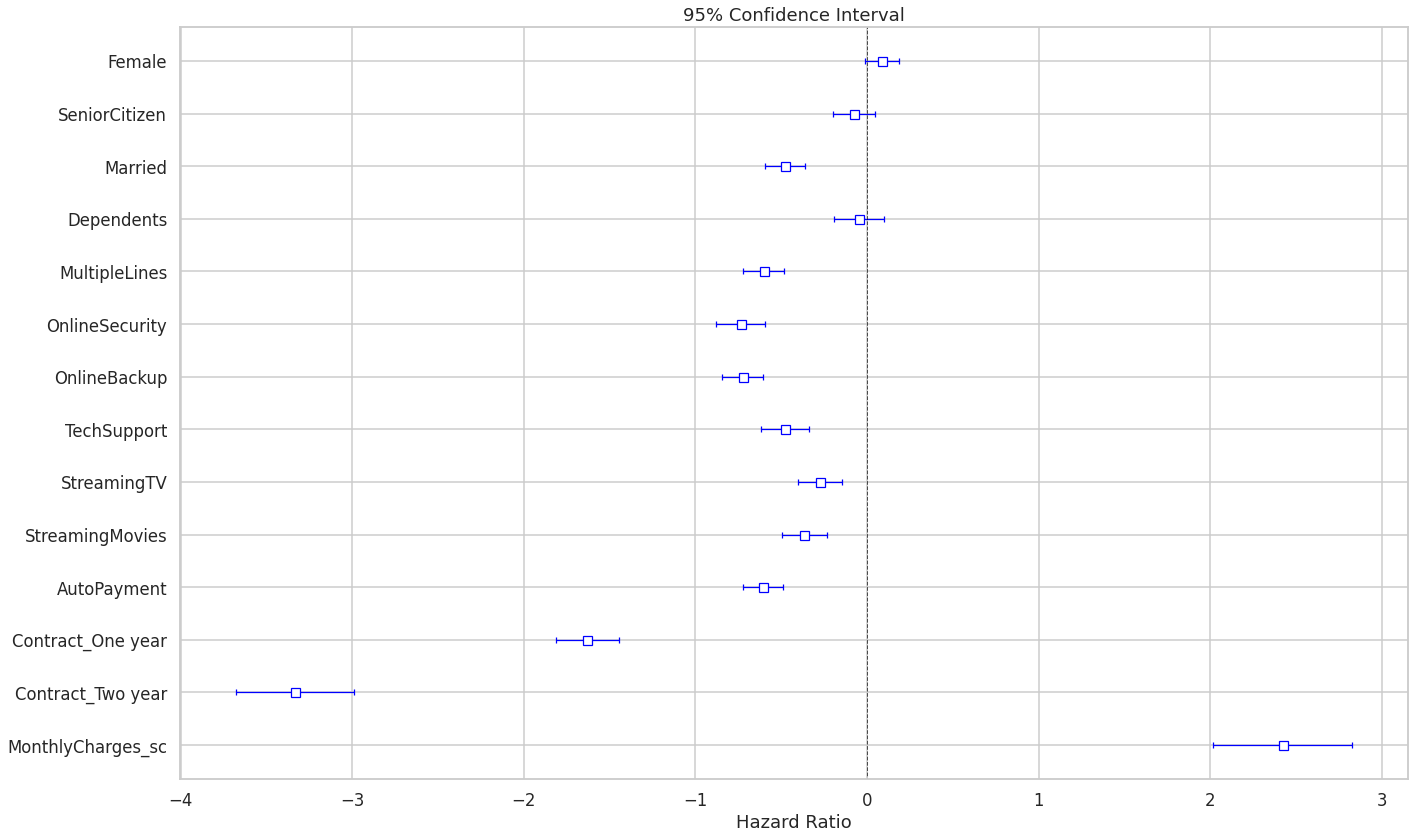 95% Confidence Interval
Female
SeniorCitizen
Married
Dependents
MultipleLines
OnlineSecurity
OnlineBackup
TechSupport
StreamingTV
StreamingMovies
AutoPayment
Contract_One year
Contract_Two year
MonthlyCharges_sc
−4 −3 −2 −1 0 1 2 3
Hazard Ratio